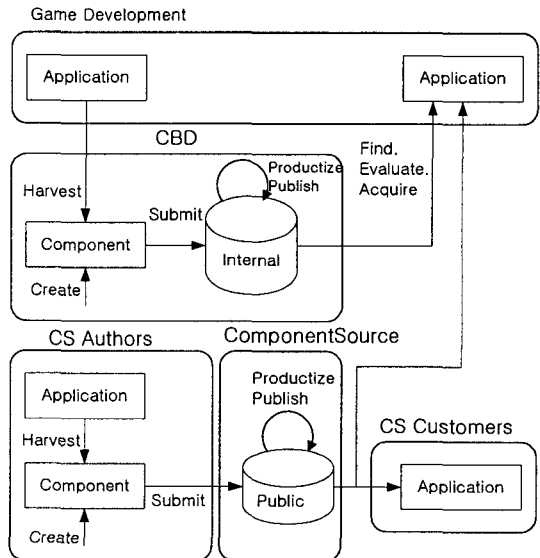 Game Development
Application
Application
CBD
Productize
Publish
Find.
Evaluate.
Acquire
Harvest
Submit
Component
Internal
Create
CS Authors
ComponentSource
Application
Productize
Publish
CS Customers
Harvest
Component
Submit
Public
Application
Create